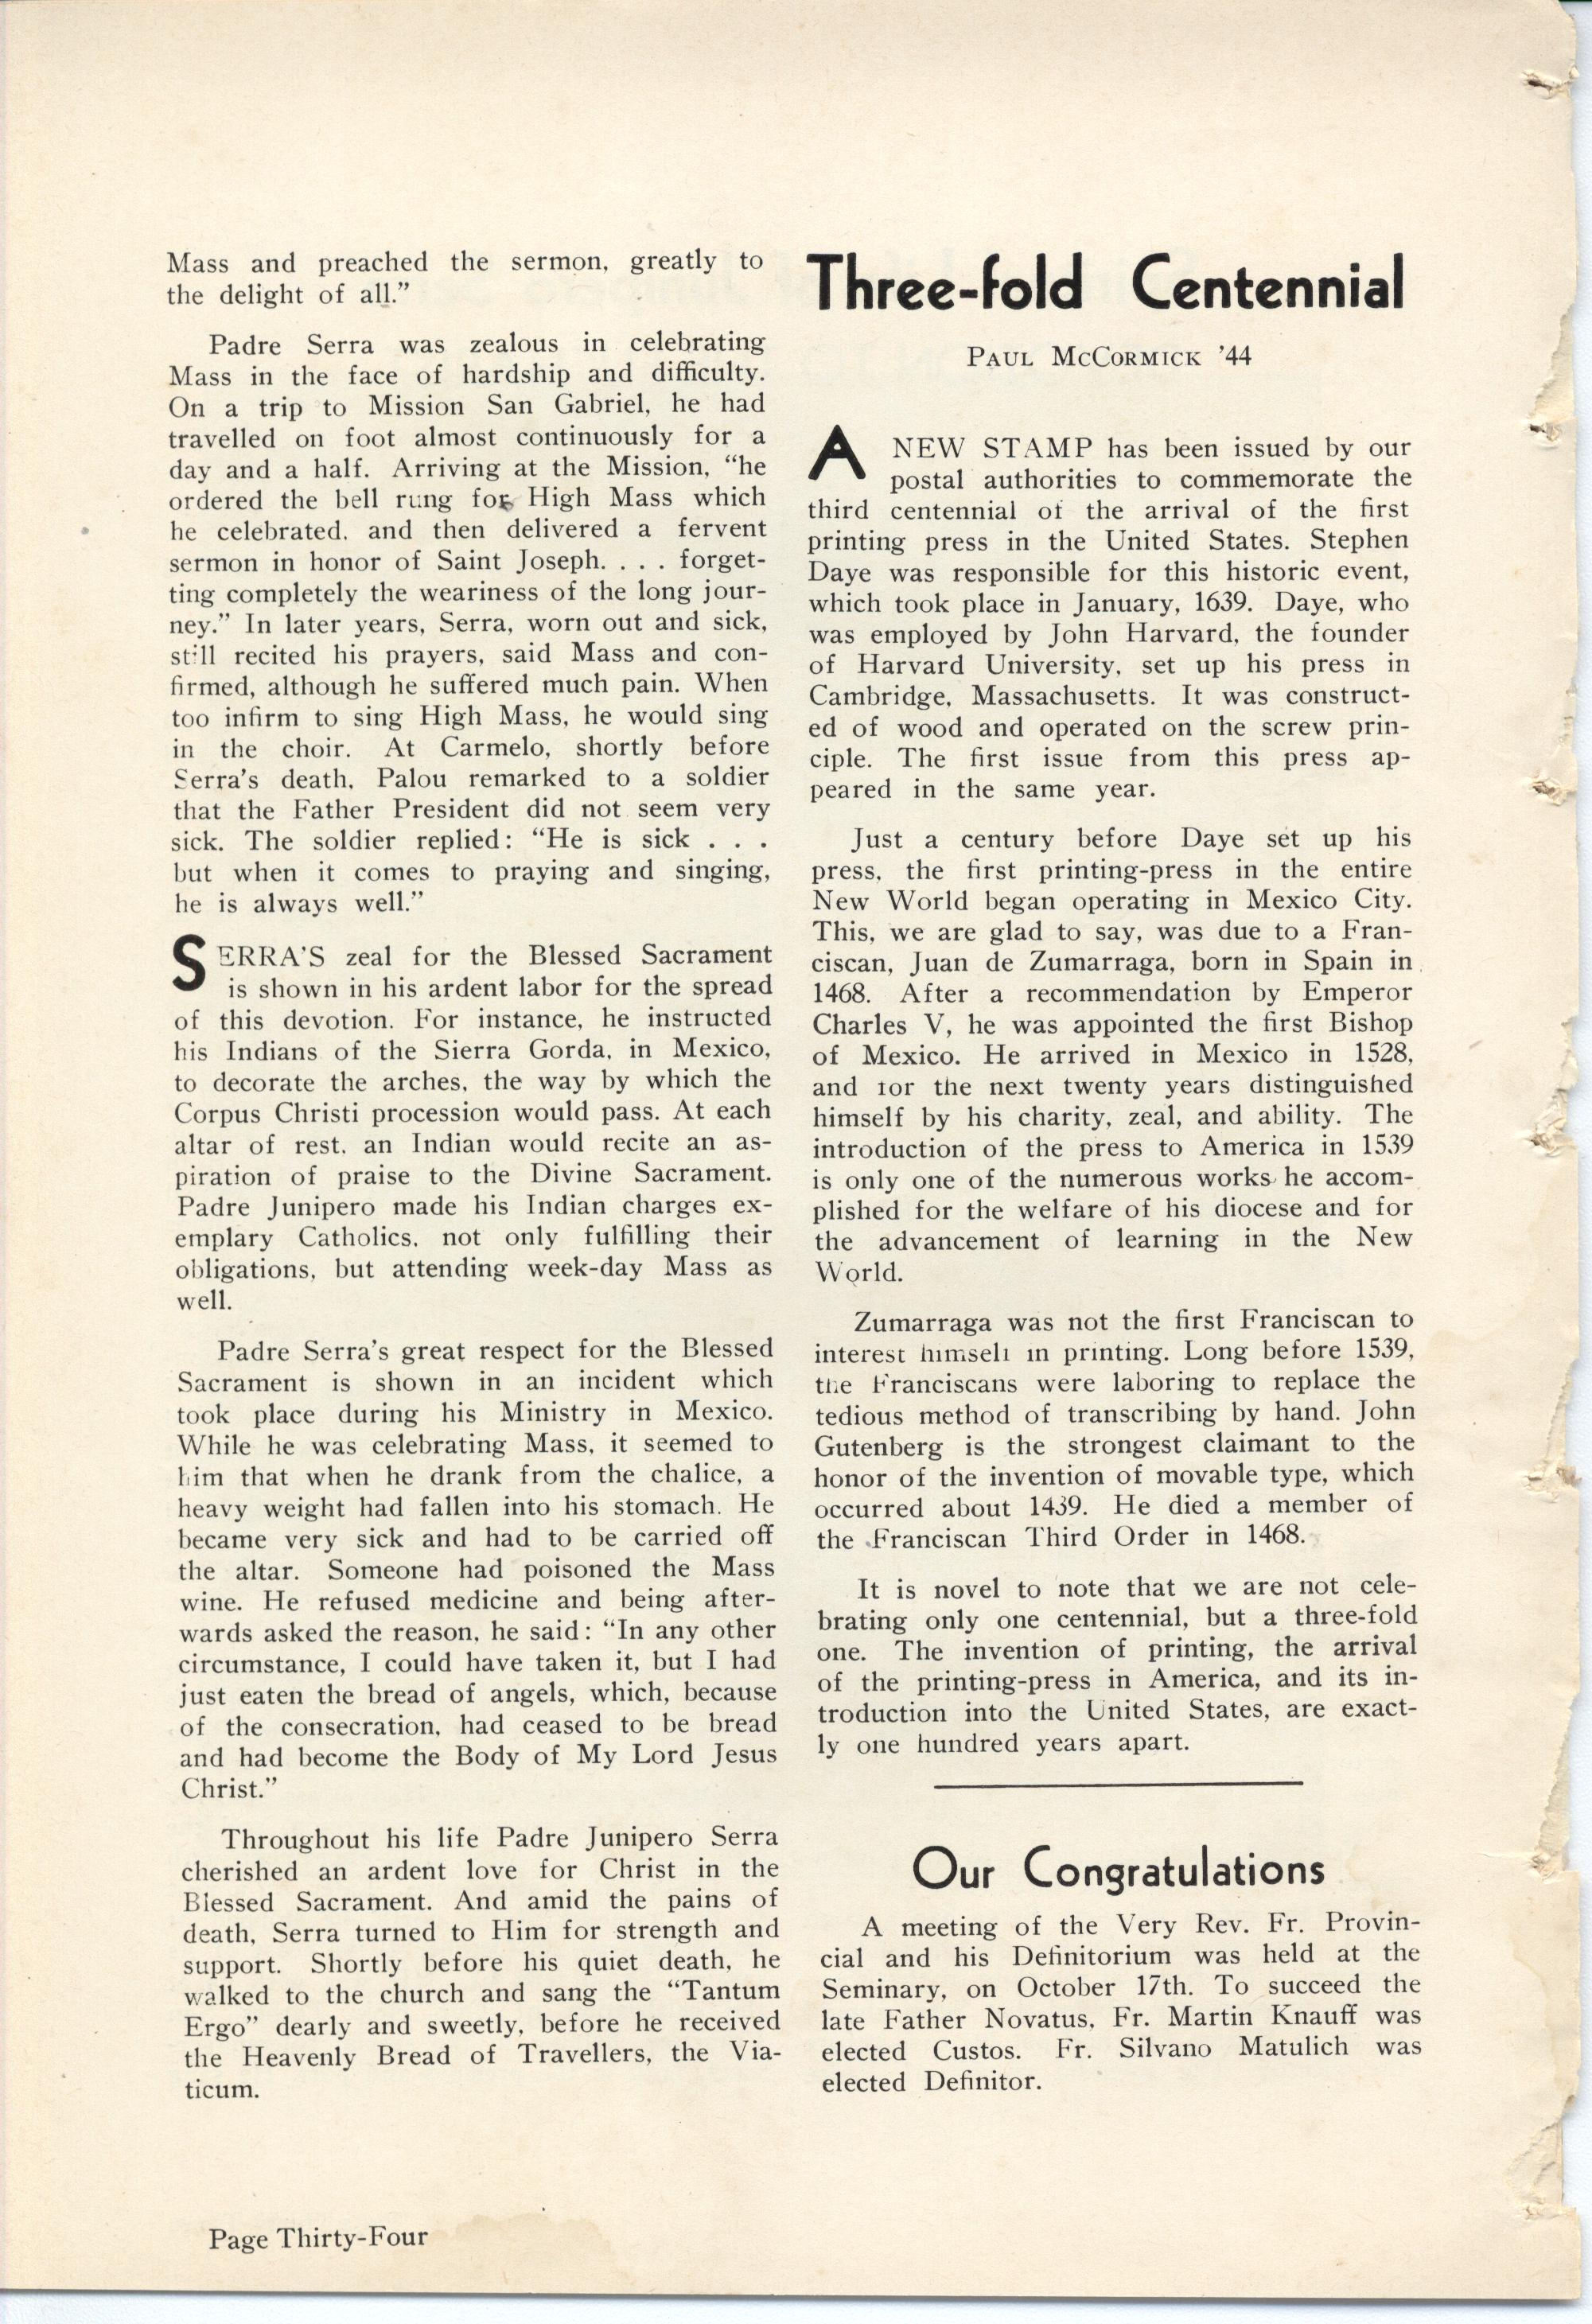 Mass and preached the sermon, greatly to
the delight of all.”
Padre Serra was zealous in celebrating
Mass in the face of hardship and difficulty.
On a trip to Mission San Gabriel, he had
travelled on foot almost continuously for a
day and a half. Arriving at the Mission, “he
ordered the bell rung for High Mass which
he celebrated, and then delivered a fervent
sermon in honor of Saint Joseph. . . . forget-
ting completely the weariness of the long jour-
ney.” In later years, Serra, worn out and sick,
still recited his prayers, said Mass and con-
firmed, although he suffered much pain. When
too infirm to sing High Mass, he would sing
in the choir. At Carmelo, shortly before
Serra’s death, Palou remarked to a soldier
that the Father President did not seem very
sick. The soldier replied: “He is sick . . .
but when it comes to praying and singing,
he is always well.”
SERRA’S zeal for the Blessed Sacrament
is shown in his ardent labor for the spread
of this devotion. For instance, he instructed
his Indians of the Sierra Gorda, in Mexico,
to decorate the arches, the way by which the
Corpus Christi procession would pass. At each
altar of rest, an Indian would recite an as-
piration of praise to the Divine Sacrament.
Padre Junipero made his Indian charges ex-
emplary Catholics, not only fulfilling their
obligations, but attending week-day Mass as
well.
Padre Serra’s great respect for the Blessed
Sacrament is shown in an incident which
took place during his Ministry in Mexico.
While he was celebrating Mass, it seemed to
him that when he drank from the chalice, a
heavy weight had fallen into his stomach. He
became very sick and had to be carried off
the altar. Someone had poisoned the Mass
wine. He refused medicine and being after-
wards asked the reason, he said: “In any other
circumstance, I could have taken it, but I had
just eaten the bread of angels, which, because
of the consecration, had ceased to be bread
and had become the Body of My Lord Jesus
Christ.”
Throughout his life Padre Junipero Serra
cherished an ardent love for Christ in the
Blessed Sacrament. And amid the pains of
death, Serra turned to Him for strength and
support. Shortly before his quiet death, he
walked to the church and sang the “Tantum
Ergo” dearly and sweetly, before he received
the Heavenly Bread of Travellers, the Via-
ticum.
Three-fold Centennial
PAUL MCCORMICK ’44
A NEW STAMP has been issued by our
postal authorities to commemorate the
third centennial of the arrival of the first
printing press in the United States. Stephen
Daye was responsible for this historic event,
which took place in January, 1639. Daye, who
was employed by John Harvard, the founder
of Harvard University, set up his press in
Cambridge, Massachusetts. It was construct-
ed of wood and operated on the screw prin-
ciple. The first issue from this press ap-
peared in the same year.
Just a century before Daye set up his
press, the first printing-press in the entire
New World began operating in Mexico City.
This, we are glad to say, was due to a Fran-
ciscan, Juan de Zumarraga, born in Spain in
1468. After a recommendation by Emperor
Charles V, he was appointed the first Bishop
of Mexico. He arrived in Mexico in 1528,
and for the next twenty years distinguished
himself by his charity, zeal, and ability. The
introduction of the press to America in 1539
is only one of the numerous works he accom-
plished for the welfare of his diocese and for
the advancement of learning in the New
World.
Zumarraga was not the first Franciscan to
interest himself in printing. Long before 1539,
the Franciscans were laboring to replace the
tedious method of transcribing by hand. John
Gutenberg is the strongest claimant to the
honor of the invention of movable type, which
occurred about 1439. He died a member of
the Franciscan Third Order in 1468.
It is novel to note that we are not cele-
brating only one centennial, but a three-fold
one. The invention of printing, the arrival
of the printing-press in America, and its in-
troduction into the United States, are exact-
ly one hundred years apart.
Our Congratulations
A meeting of the Very Rev. Fr. Provin-
cial and his Definitorium was held at the
Seminary, on October 17th. To succeed the
late Father Novatus, Fr. Martin Knauff was
elected Custos. Fr. Silvano Matulich was
elected Definitor.
Page Thirty-Four